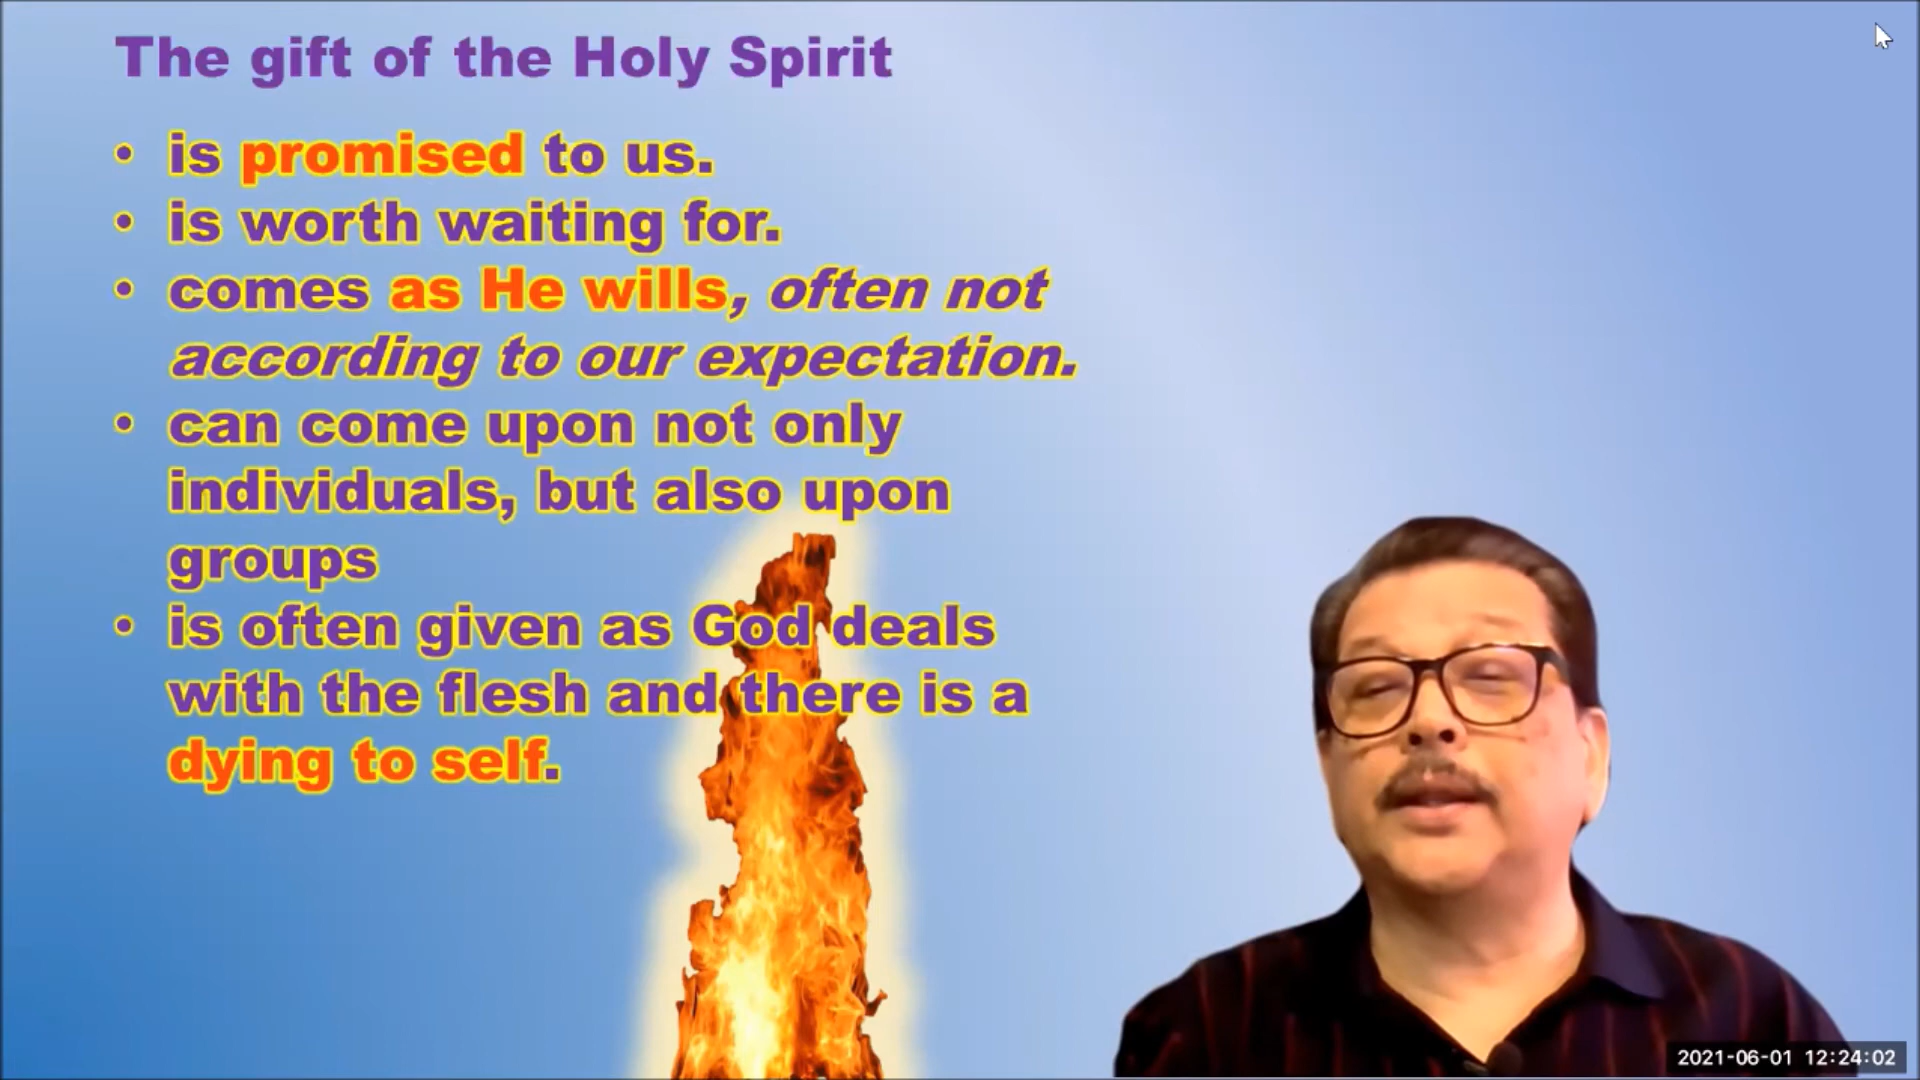 The gift of the Holy Spirit
• is promised to us.
• is worth waiting for.
• comes as He wills, often not
according to our expectation.
• can come upon not only
individuals, but also upon
groups
• is often given as God deals
with the flesh and there is a
dying to self.
2021-06-01 12:24:02